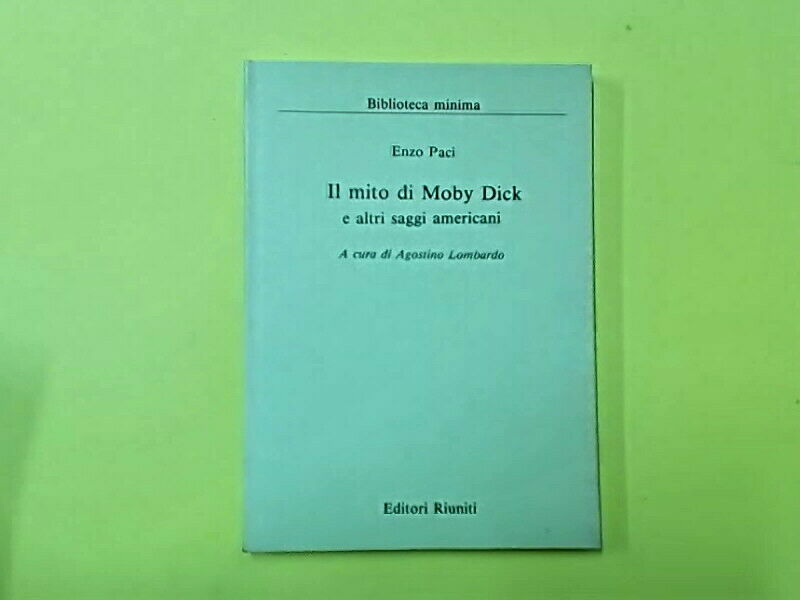 Biblioteca minima
Enzo Paci
Il mito di Moby Dick
e altri saggi americani
A cura di Agostino Lombardo
Editori Riuniti